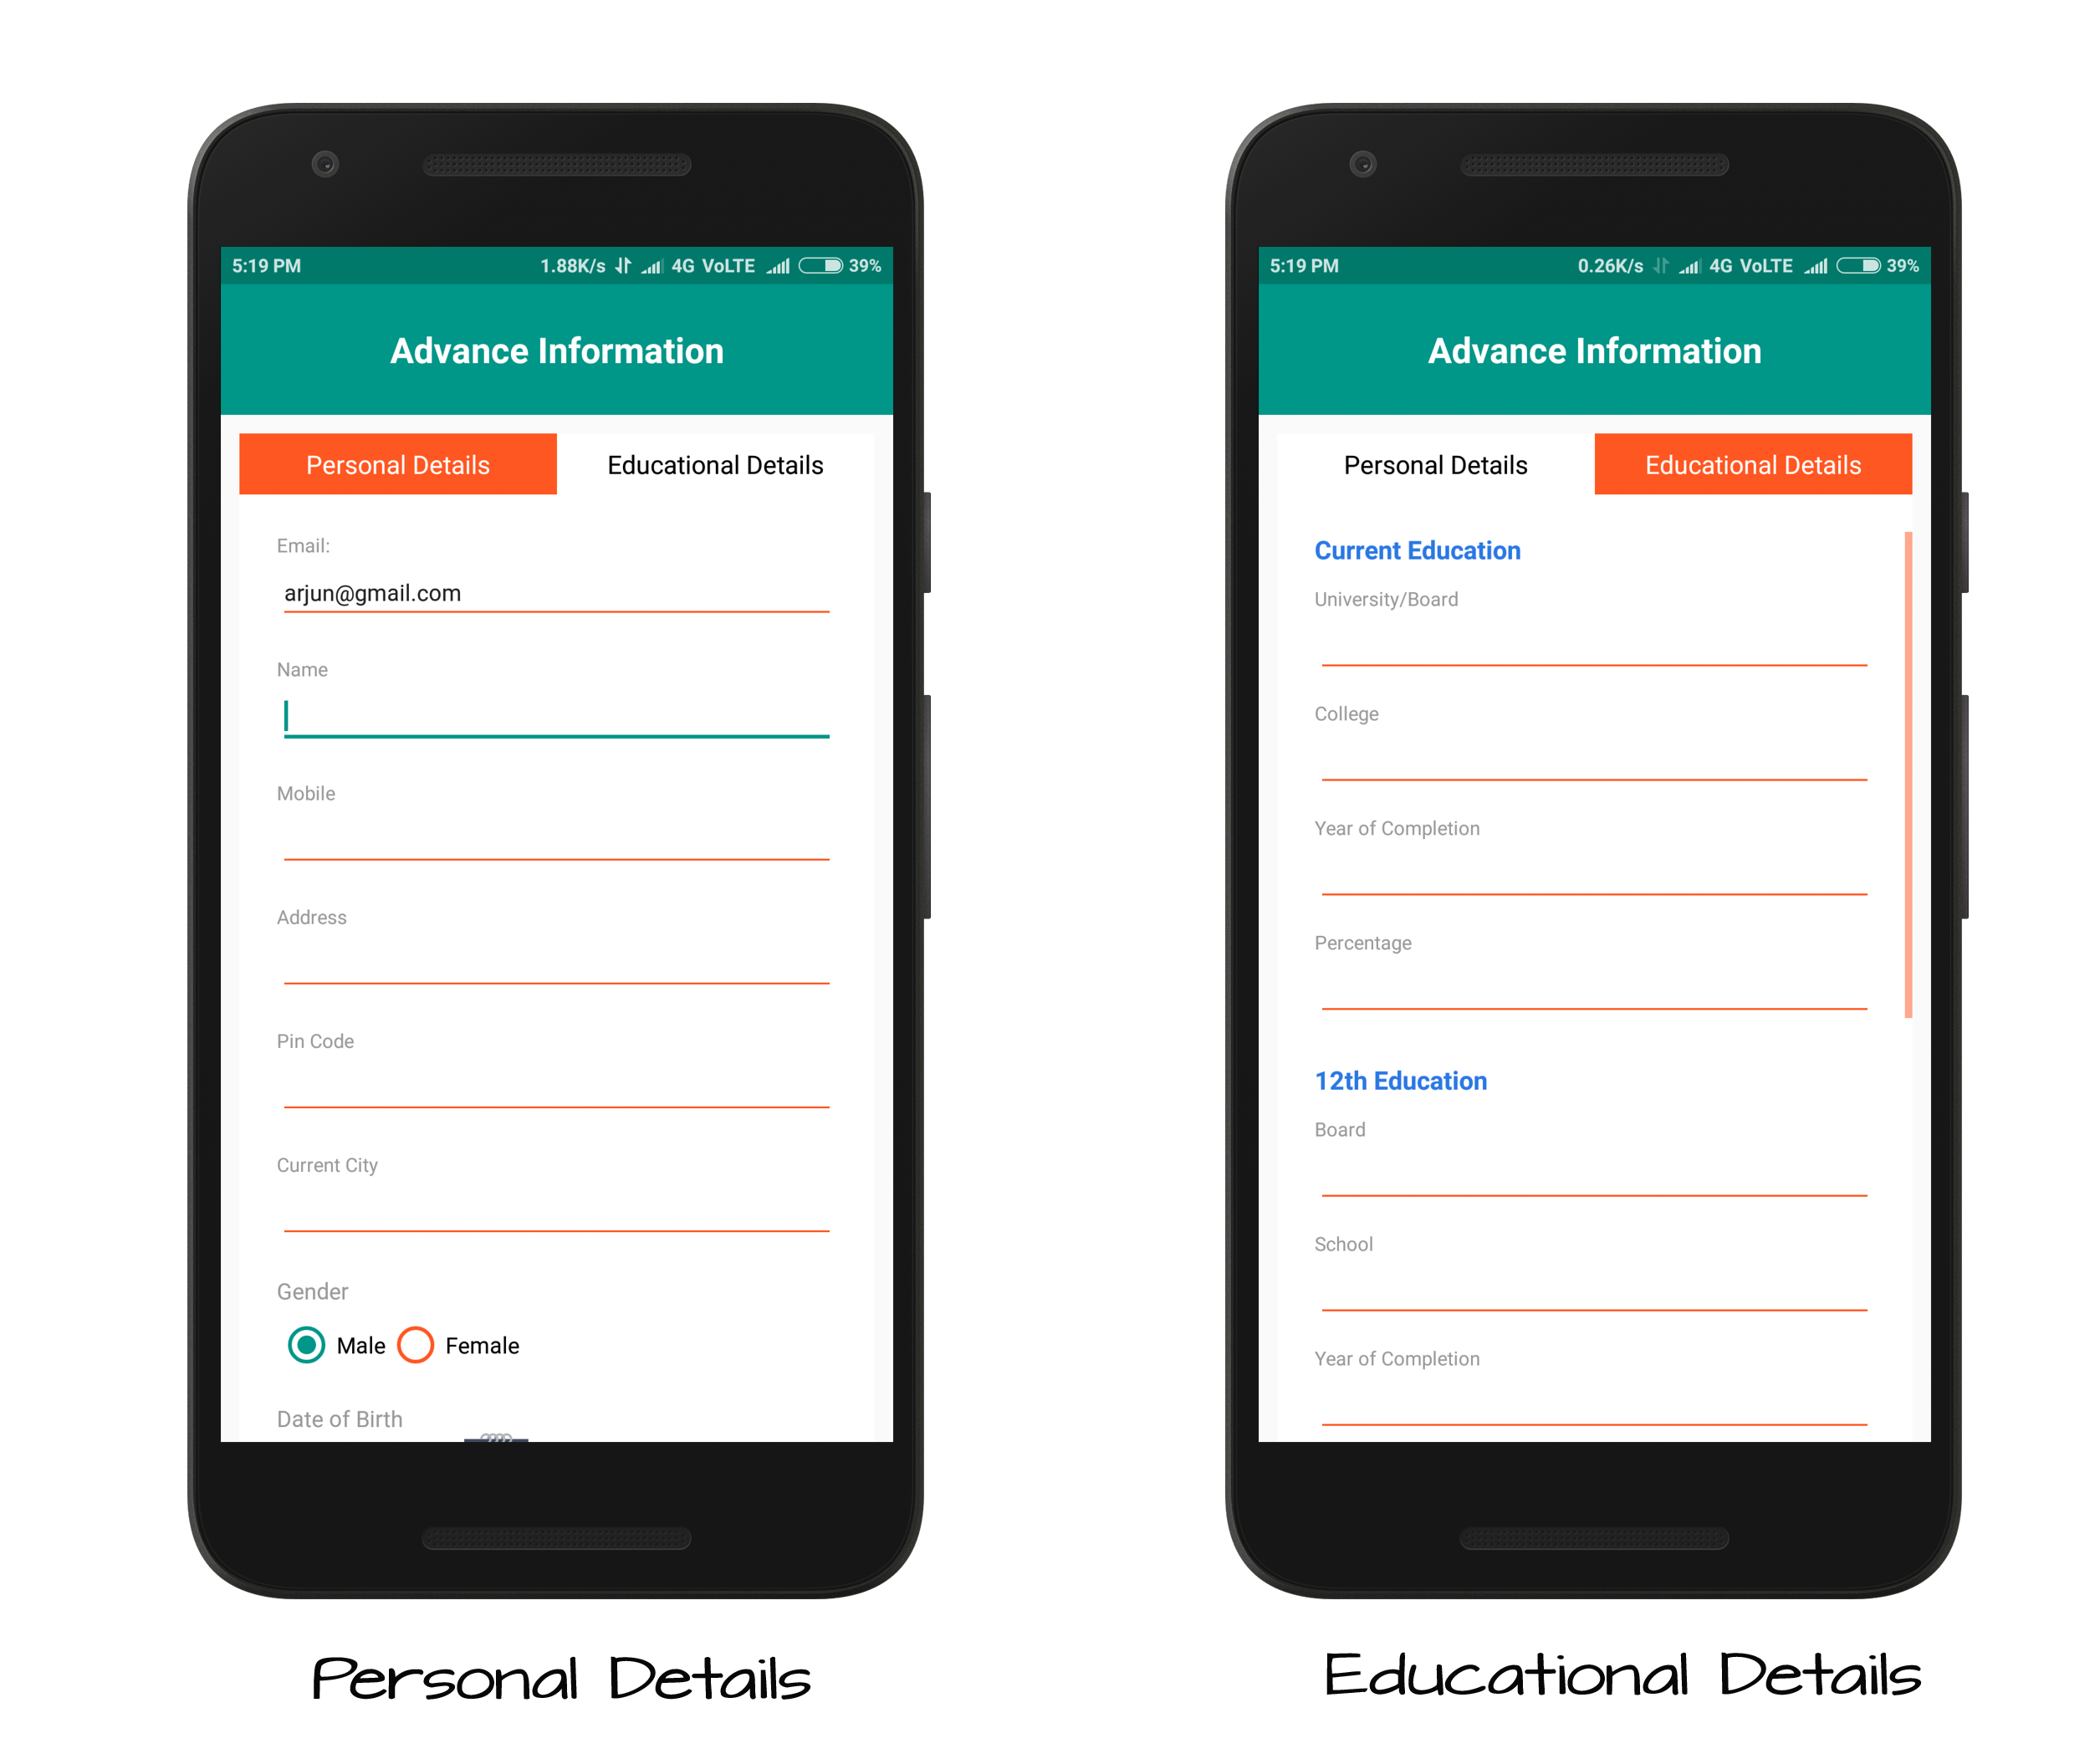 5:19 PM 1.88K/s 4G VoLTE 39%
Advance Information
Personal Details Educational Details
Email:
arjun@gmail.com
Name
Mobile
Address
Pin Code
Current City
Gender
Male Female
Date of Birth
Personal Details
5:19 PM 0.26K/s 4G VoLTE 39%
Advance Information
Personal Details Educational Details
Current Education
University/Board
College
Year of Completion
Percentage
12th Education
Board
School
Year of Completion
Educational Details